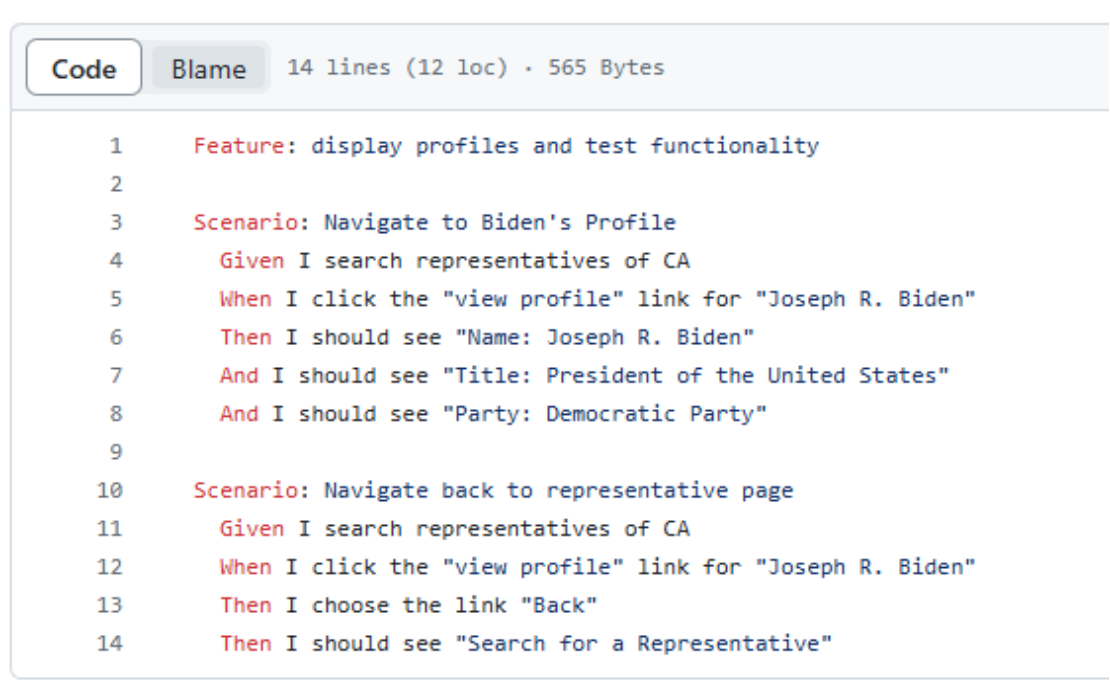 Code Blame 14 lines (12 loc) · 565 Bytes
1 Feature: display profiles and test functionality
2
3 Scenario: Navigate to Biden's Profile
4 Given I search representatives of CA
5 When I click the "view profile" link for "Joseph R. Biden"
6 Then I should see "Name: Joseph R. Biden"
7 And I should see "Title: President of the United States"
8 And I should see "Party: Democratic Party"
9
10 Scenario: Navigate back to representative page
11 Given I search representatives of CA
12 When I click the "view profile" link for "Joseph R. Biden"
13 Then I choose the link "Back"
14 Then I should see "Search for a Representative"